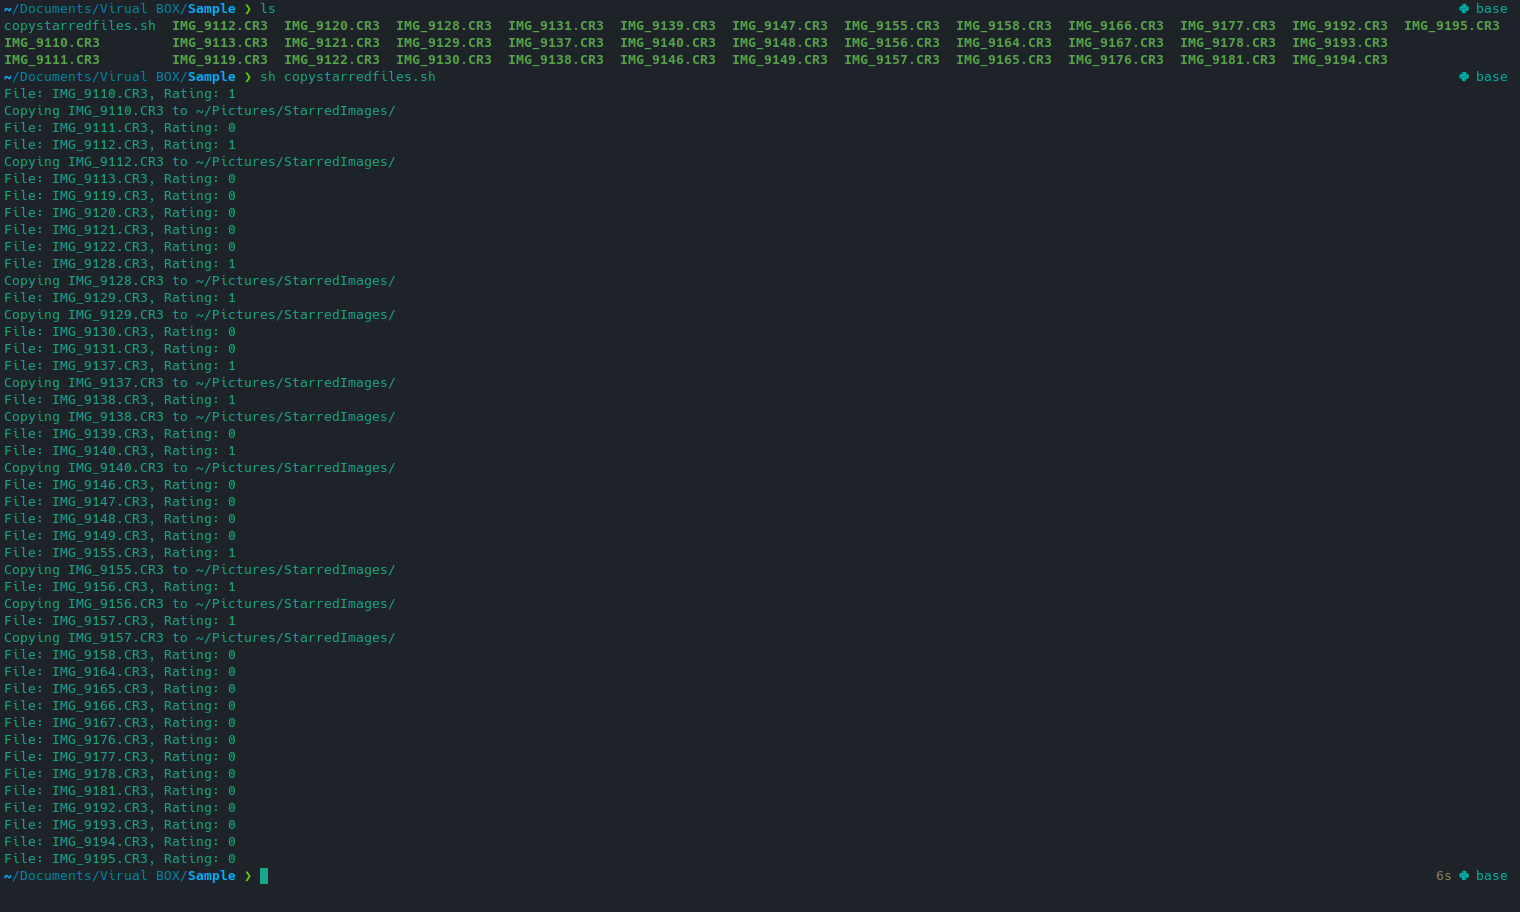 ~/Documents/Virual BOX/Sample ❯ ls base
copystarredfiles.sh IMG_9112.CR3 IMG_9120.CR3 IMG_9128.CR3 IMG_9131.CR3 IMG_9139.CR3 IMG_9147.CR3 IMG_9155.CR3 IMG_9158.CR3 IMG_9166.CR3 IMG_9177.CR3 IMG_9192.CR3 IMG_9195.CR3
IMG_9110.CR3 IMG_9113.CR3 IMG_9121.CR3 IMG_9129.CR3 IMG_9137.CR3 IMG_9140.CR3 IMG_9148.CR3 IMG_9156.CR3 IMG_9164.CR3 IMG_9167.CR3 IMG_9178.CR3 IMG_9193.CR3
IMG_9111.CR3 IMG_9119.CR3 IMG_9122.CR3 IMG_9130.CR3 IMG_9138.CR3 IMG_9146.CR3 IMG_9149.CR3 IMG_9157.CR3 IMG_9165.CR3 IMG_9176.CR3 IMG_9181.CR3 IMG_9194.CR3
~/Documents/Virual BOX/Sample ❯ sh copystarredfiles.sh base
File: IMG_9110.CR3, Rating: 1
Copying IMG_9110.CR3 to ~/Pictures/StarredImages/
File: IMG_9111.CR3, Rating: 0
File: IMG_9112.CR3, Rating: 1
Copying IMG_9112.CR3 to ~/Pictures/StarredImages/
File: IMG_9113.CR3, Rating: 0
File: IMG_9119.CR3, Rating: 0
File: IMG_9120.CR3, Rating: 0
File: IMG_9121.CR3, Rating: 0
File: IMG_9122.CR3, Rating: 0
File: IMG_9128.CR3, Rating: 1
Copying IMG_9128.CR3 to ~/Pictures/StarredImages/
File: IMG_9129.CR3, Rating: 1
Copying IMG_9129.CR3 to ~/Pictures/StarredImages/
File: IMG_9130.CR3, Rating: 0
File: IMG_9131.CR3, Rating: 0
File: IMG_9137.CR3, Rating: 1
Copying IMG_9137.CR3 to ~/Pictures/StarredImages/
File: IMG_9138.CR3, Rating: 1
Copying IMG_9138.CR3 to ~/Pictures/StarredImages/
File: IMG_9139.CR3, Rating: 0
File: IMG_9140.CR3, Rating: 1
Copying IMG_9140.CR3 to ~/Pictures/StarredImages/
File: IMG_9146.CR3, Rating: 0
File: IMG_9147.CR3, Rating: 0
File: IMG_9148.CR3, Rating: 0
File: IMG_9149.CR3, Rating: 0
File: IMG_9155.CR3, Rating: 1
Copying IMG_9155.CR3 to ~/Pictures/StarredImages/
File: IMG_9156.CR3, Rating: 1
Copying IMG_9156.CR3 to ~/Pictures/StarredImages/
File: IMG_9157.CR3, Rating: 1
Copying IMG_9157.CR3 to ~/Pictures/StarredImages/
File: IMG_9158.CR3, Rating: 0
File: IMG_9164.CR3, Rating: 0
File: IMG_9165.CR3, Rating: 0
File: IMG_9166.CR3, Rating: 0
File: IMG_9167.CR3, Rating: 0
File: IMG_9176.CR3, Rating: 0
File: IMG_9177.CR3, Rating: 0
File: IMG_9178.CR3, Rating: 0
File: IMG_9181.CR3, Rating: 0
File: IMG_9192.CR3, Rating: 0
File: IMG_9193.CR3, Rating: 0
File: IMG_9194.CR3, Rating: 0
File: IMG_9195.CR3, Rating: 0
~/Documents/Virual BOX/Sample ❯ 6s base